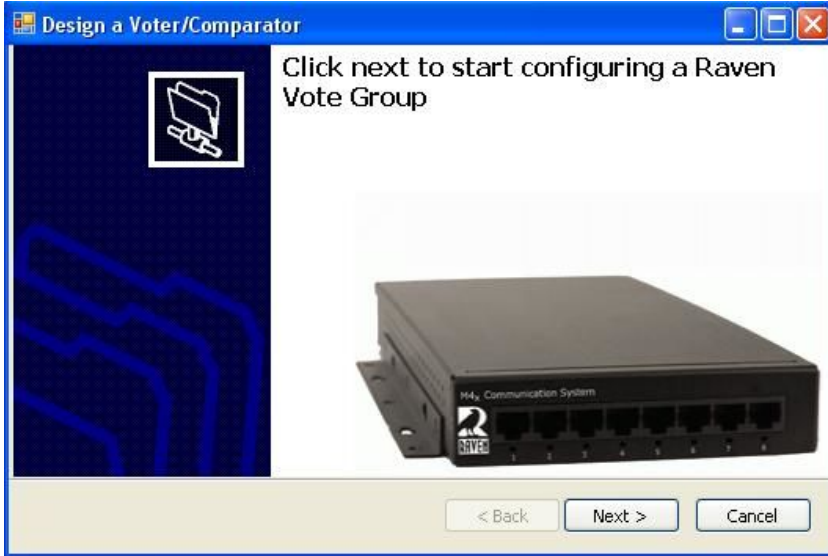 Design a Voter/Comparator
Click next to start configuring a Raven
Vote Group
M4x Communication System
RAVEN
1 2 3 4 5 6 7 8
< Back
Next >
Cancel